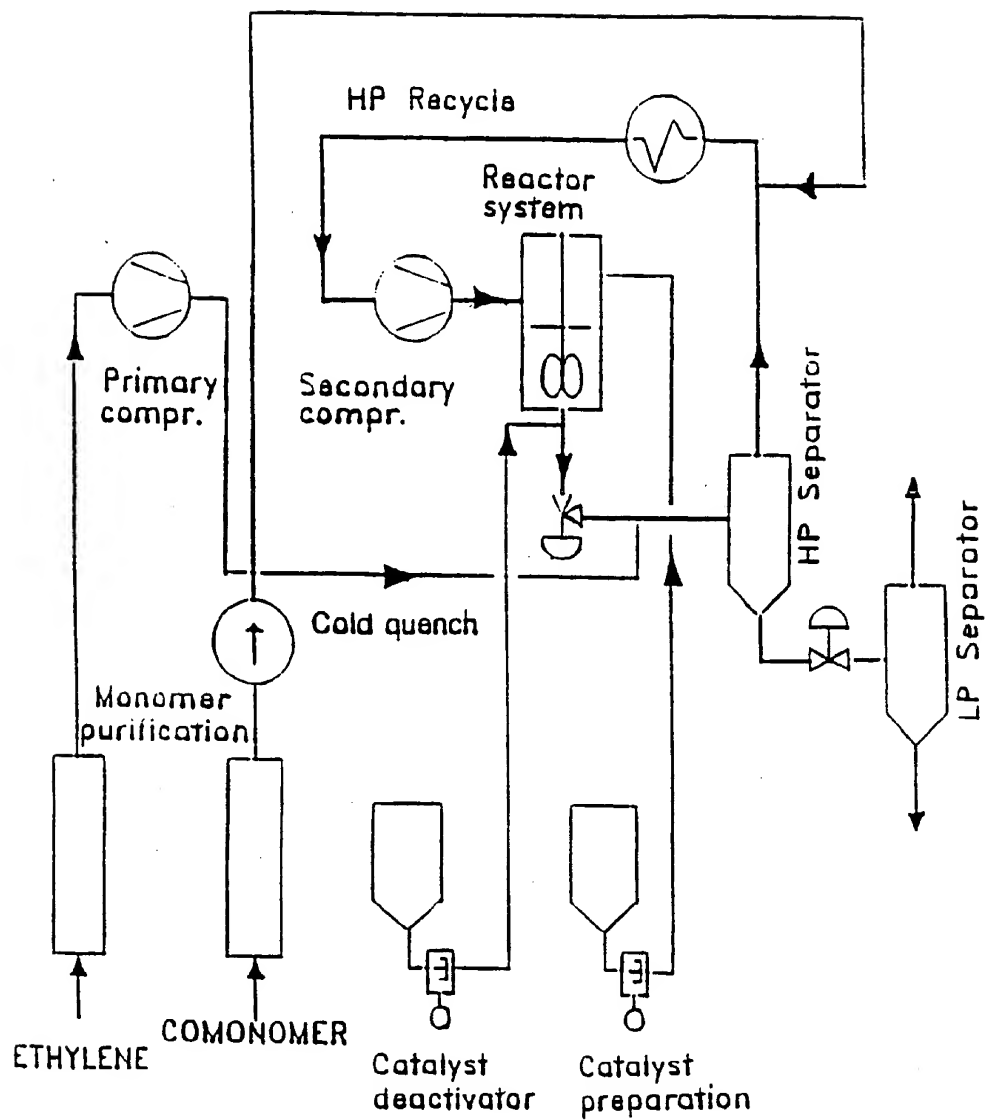 HP Recycle
Reactor
system
Primary
compr.
Secondary
compr.
HP Separator
LP Separator
Cold quench
Monomer
purification
ETHYLENE
COMONOMER
Catalyst
deactivator
Catalyst
preparation